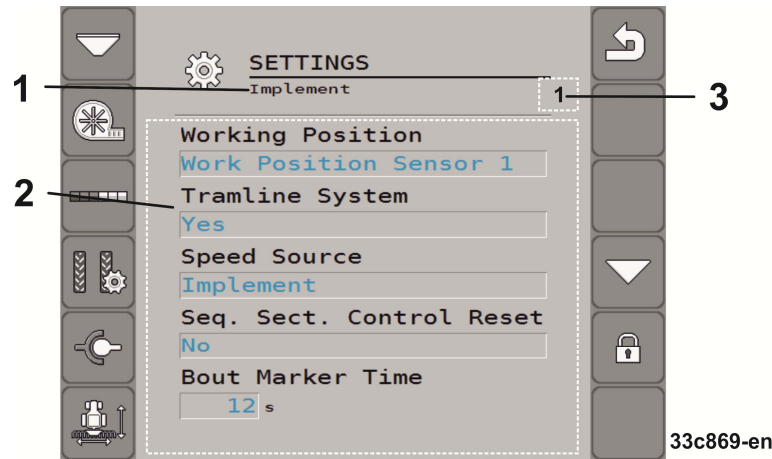 SETTINGS
1
Implement
1
3
Working Position
Work Position Sensor 1
2
Tramline System
Yes
Speed Source
Implement
Seq. Sect. Control Reset
No
Bout Marker Time
12 s
33c869-en